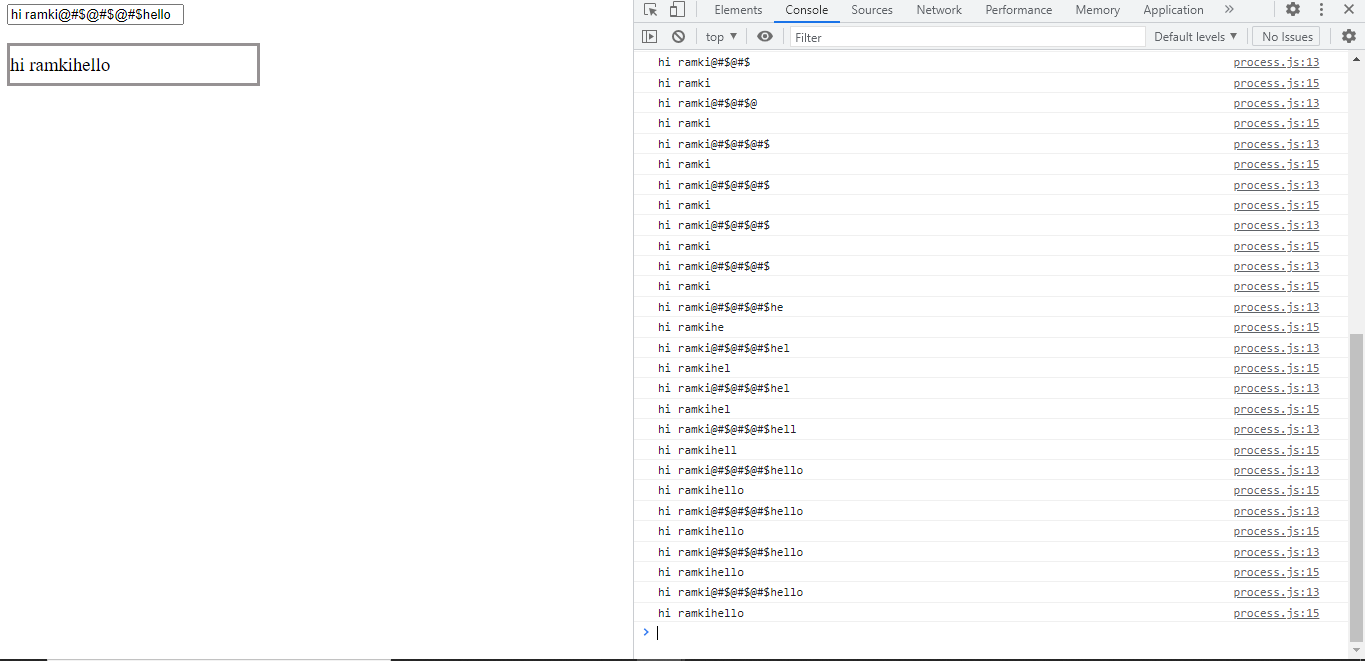 hi ramki@#$@#$@#$hello
hi ramkihello
Elements Console Sources Network Performance Memory Application »
top ▼ Filter Default levels ▼ No Issues
hi ramki@#$@#$ process.js:13
hi ramki process.js:15
hi ramki@#$@#$@ process.js:13
hi ramki process.js:15
hi ramki@#$@#$@#$ process.js:13
hi ramki process.js:15
hi ramki@#$@#$@#$ process.js:13
hi ramki process.js:15
hi ramki@#$@#$@#$ process.js:13
hi ramki process.js:15
hi ramki@#$@#$@#$ process.js:13
hi ramki process.js:15
hi ramki@#$@#$@#$he process.js:13
hi ramkihe process.js:15
hi ramki@#$@#$@#$hel process.js:13
hi ramkihel process.js:15
hi ramki@#$@#$@#$hel process.js:13
hi ramkihel process.js:15
hi ramki@#$@#$@#$hell process.js:13
hi ramkihell process.js:15
hi ramki@#$@#$@#$hello process.js:13
hi ramkihello process.js:15
hi ramki@#$@#$@#$hello process.js:13
hi ramkihello process.js:15
hi ramki@#$@#$@#$hello process.js:13
hi ramkihello process.js:15
hi ramki@#$@#$@#$hello process.js:13
hi ramkihello process.js:15